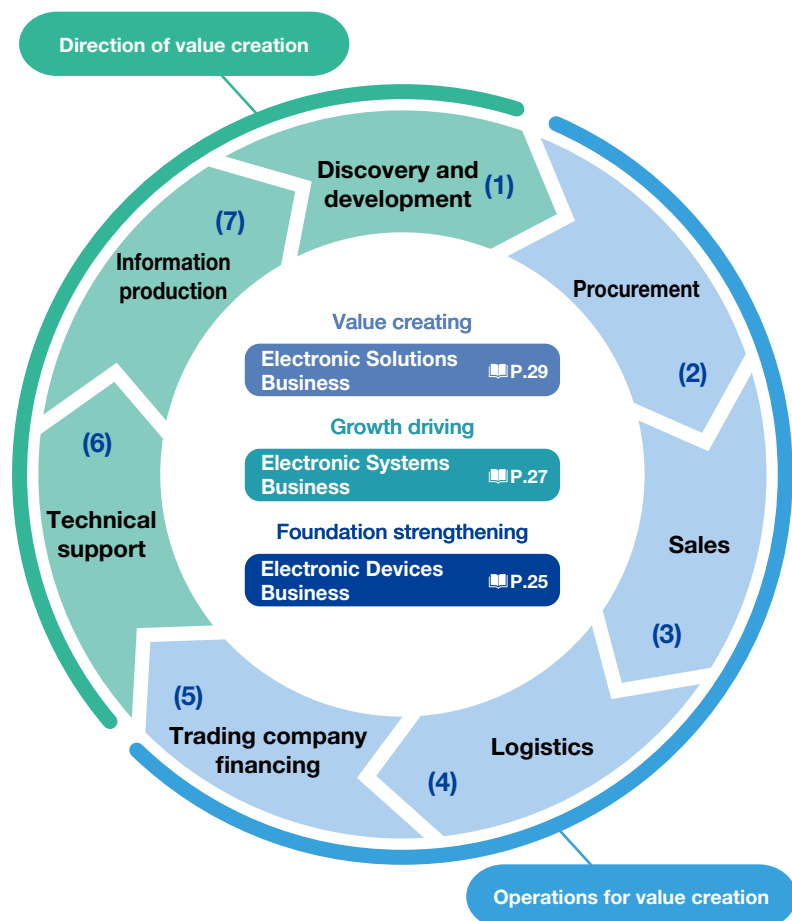 Direction of value creation
Discovery and
development
(1)
Procurement
(2)
Sales
(3)
Logistics
(4)
(5)
Trading company
financing
(6)
Technical
support
(7)
Information
production
Value creating
Electronic Solutions
Business
P.29
Growth driving
Electronic Systems
Business
P.27
Foundation strengthening
Electronic Devices
Business
P.25
Operations for value creation